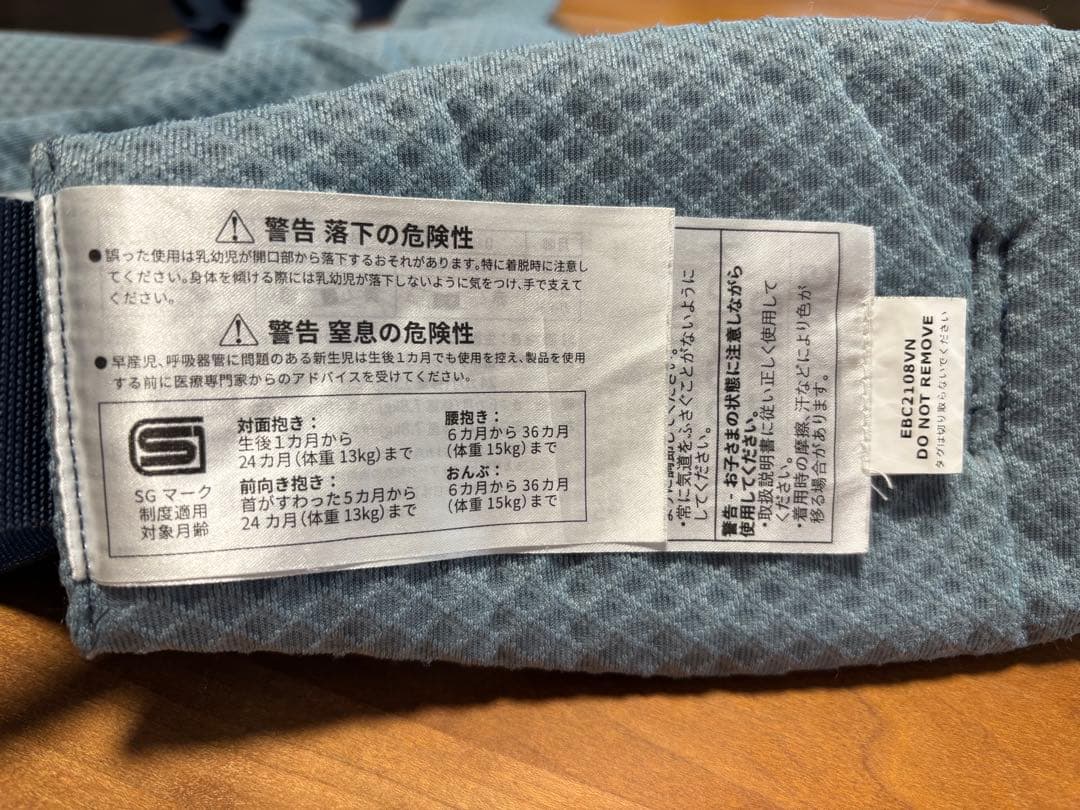 警告 落下の危険性
●誤った使用は乳幼児が開口部から落下するおそれがあります。特に着脱時に注意し
てください。身体を傾ける際には乳幼児が落下しないように気をつけ、手で支えて
ください。
警告 窒息の危険性
●早産児、呼吸器管に問題のある新生児は生後1カ月でも使用を控え、製品を使用
する前に医療専門家からのアドバイスを受けてください。
SG マーク
制度適用
対象月齢
対面抱き：
生後1カ月から
24カ月（体重 13kg）まで
前向き抱き：
首がすわった5カ月から
24カ月（体重 13kg）まで
腰抱き：
6カ月から 36カ月
（体重 15kg）まで
おんぶ：
6カ月から 36カ月
（体重 15kg）まで
・常に気道をふさぐことがないように
してください。
警告 - お子さまの状態に注意しながら
使用してください。
・取扱説明書に従い正しく使用して
ください。
・着用時の摩擦、汗などにより色が
移る場合があります。
EBC2108VN
DO NOT REMOVE
タグは切り取らないでください